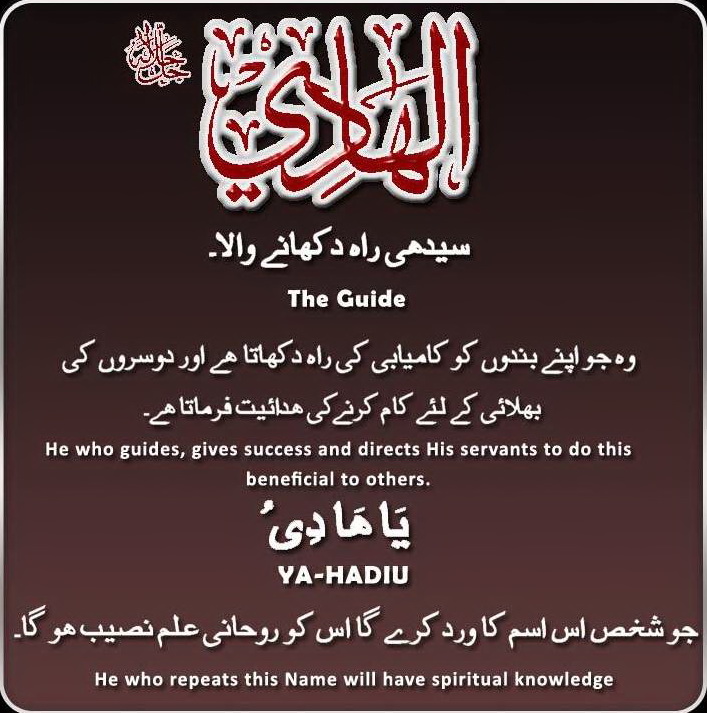 الهادي
جل جلاله
سیدھی راہ دکھانے والا۔
The Guide
وہ جو اپنے بندوں کو کامیابی کی راہ دکھاتا ھے اور دوسروں کی
بھلائی کے لئے کام کرنے کی ھدائیت فرماتا ھے۔
He who guides, gives success and directs His servants to do this
beneficial to others.
يَا هَا دِىُ
YA-HADIU
جو شخص اس اسم کا ورد کرے گا اس کو روحانی علم نصیب ھو گا۔
He who repeats this Name will have spiritual knowledge